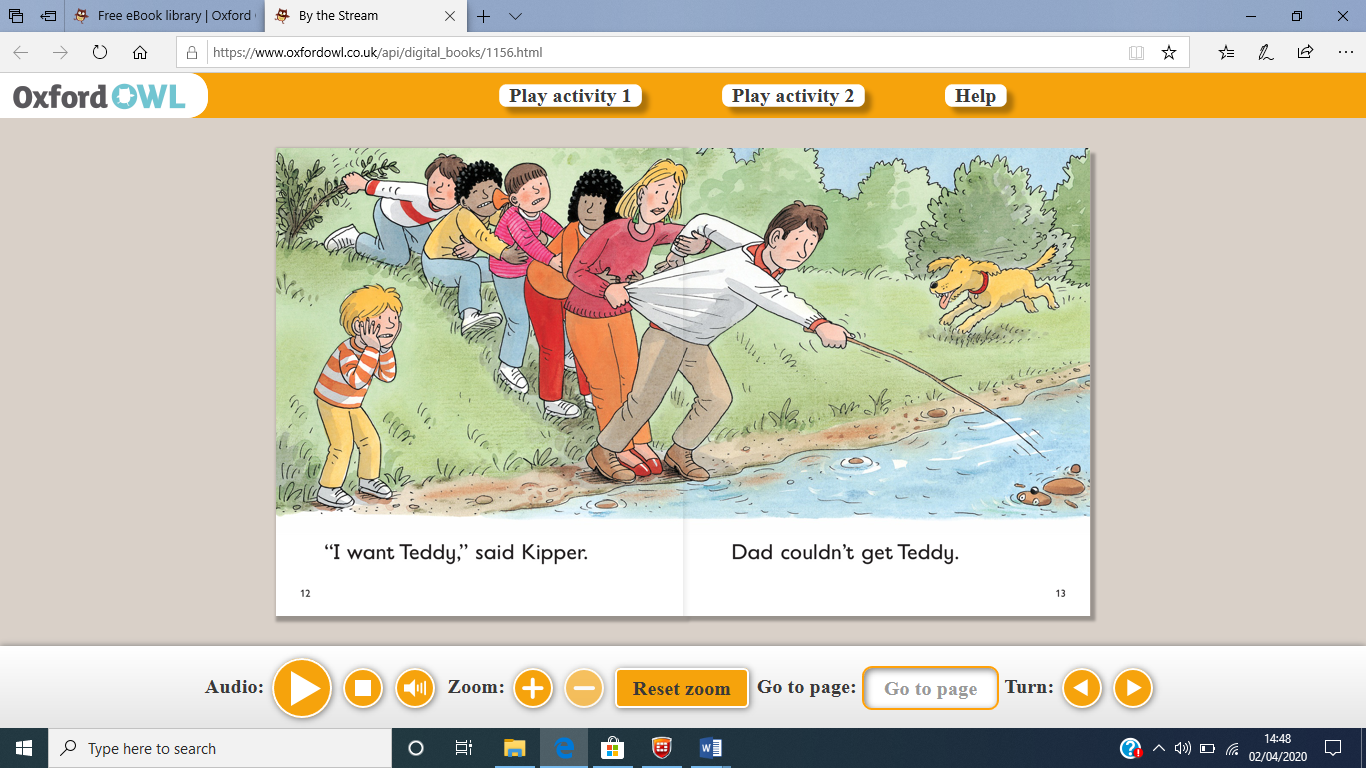 Free eBook library | Oxford
By the Stream
https://www.oxfordowl.co.uk/api/digital_books/1156.html
Oxford OWL
Play activity 1
Play activity 2
Help
“I want Teddy,” said Kipper.
Dad couldn’t get Teddy.
12
13
Audio:
Zoom:
Reset zoom
Go to page:
Go to page
Turn:
Type here to search
14:48
02/04/2020